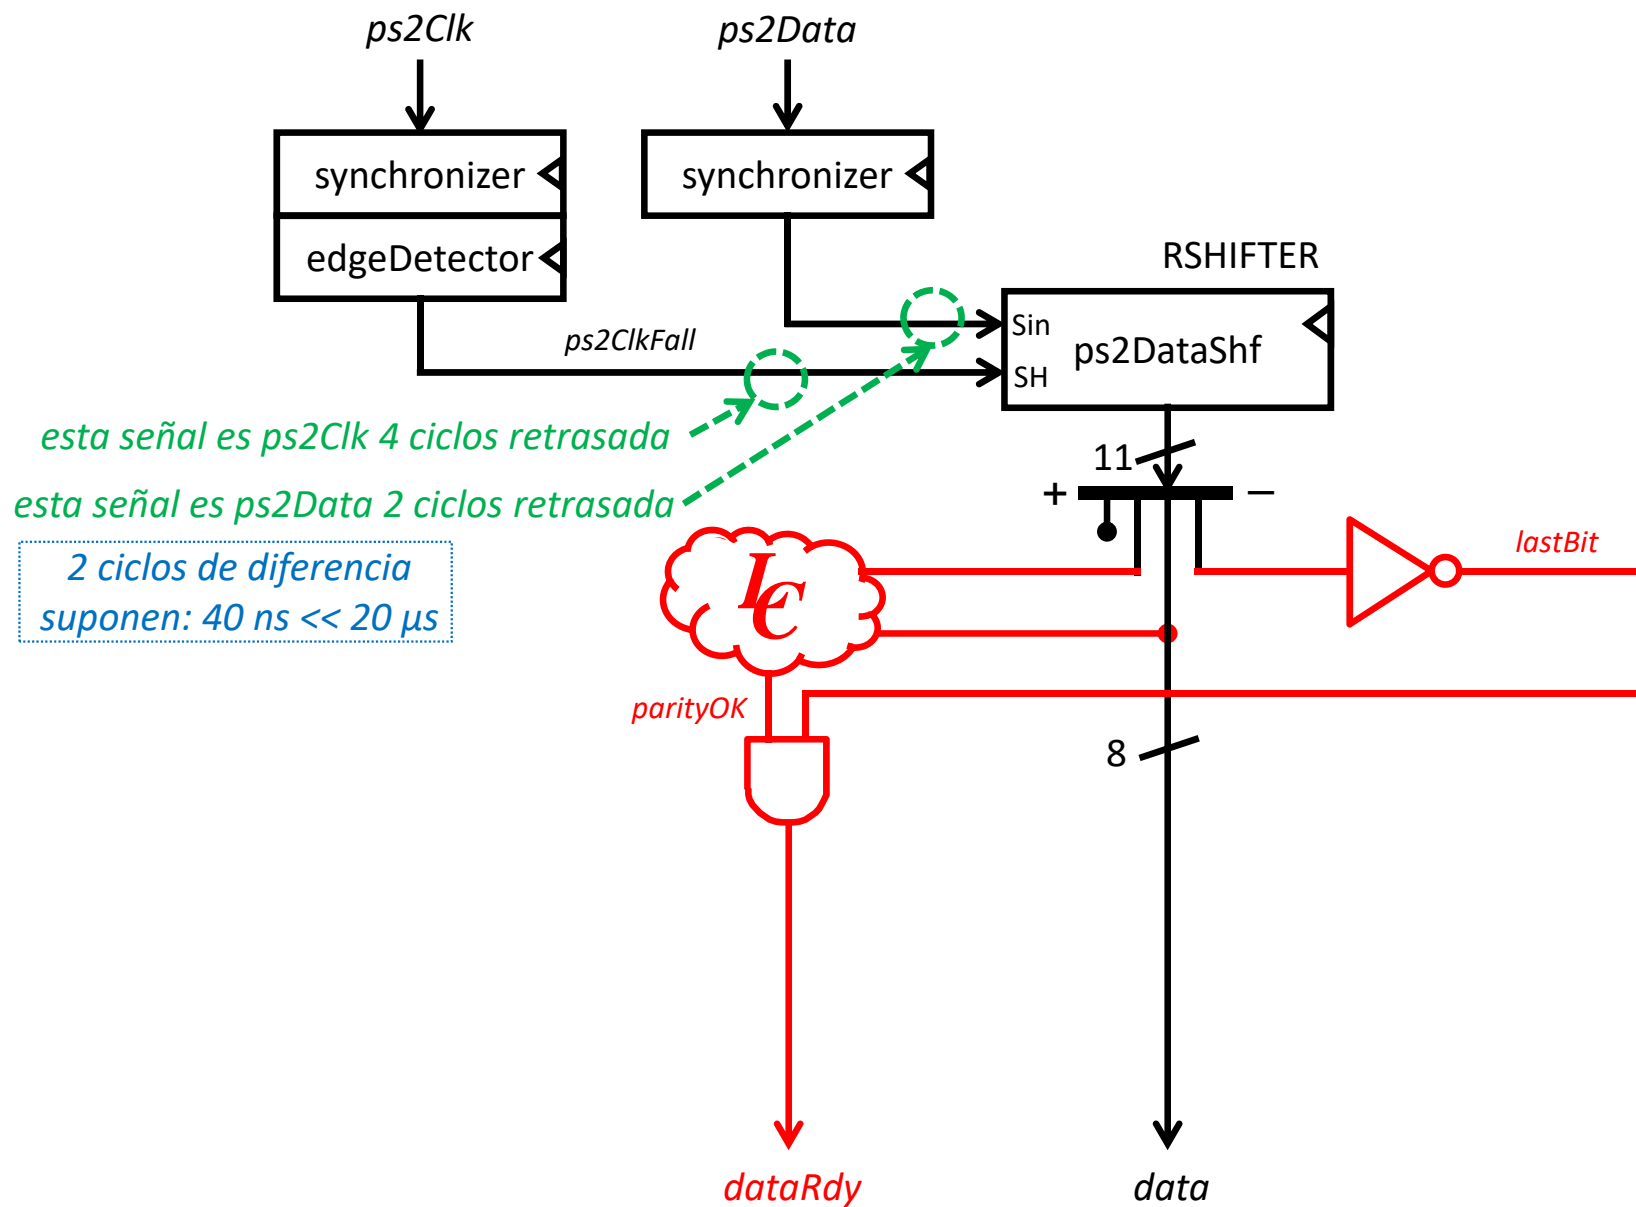 ps2Clk
ps2Data
synchronizer
synchronizer
edgeDetector
RSHIFTER
Sin
ps2ClkFall
ps2DataShf
SH
esta señal es ps2Clk 4 ciclos retrasada
11
esta señal es ps2Data 2 ciclos retrasada
+
–
2 ciclos de diferencia
suponen: 40 ns << 20 μs
LC
lastBit
parityOK
8
dataRdy
data